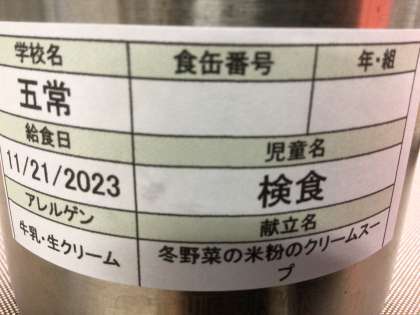 学校名 食缶番号 年・組
五常
給食日 児童名
11/21/2023 検食
アレルゲン 献立名
牛乳・生クリーム 冬野菜の米粉のクリームスー
プ